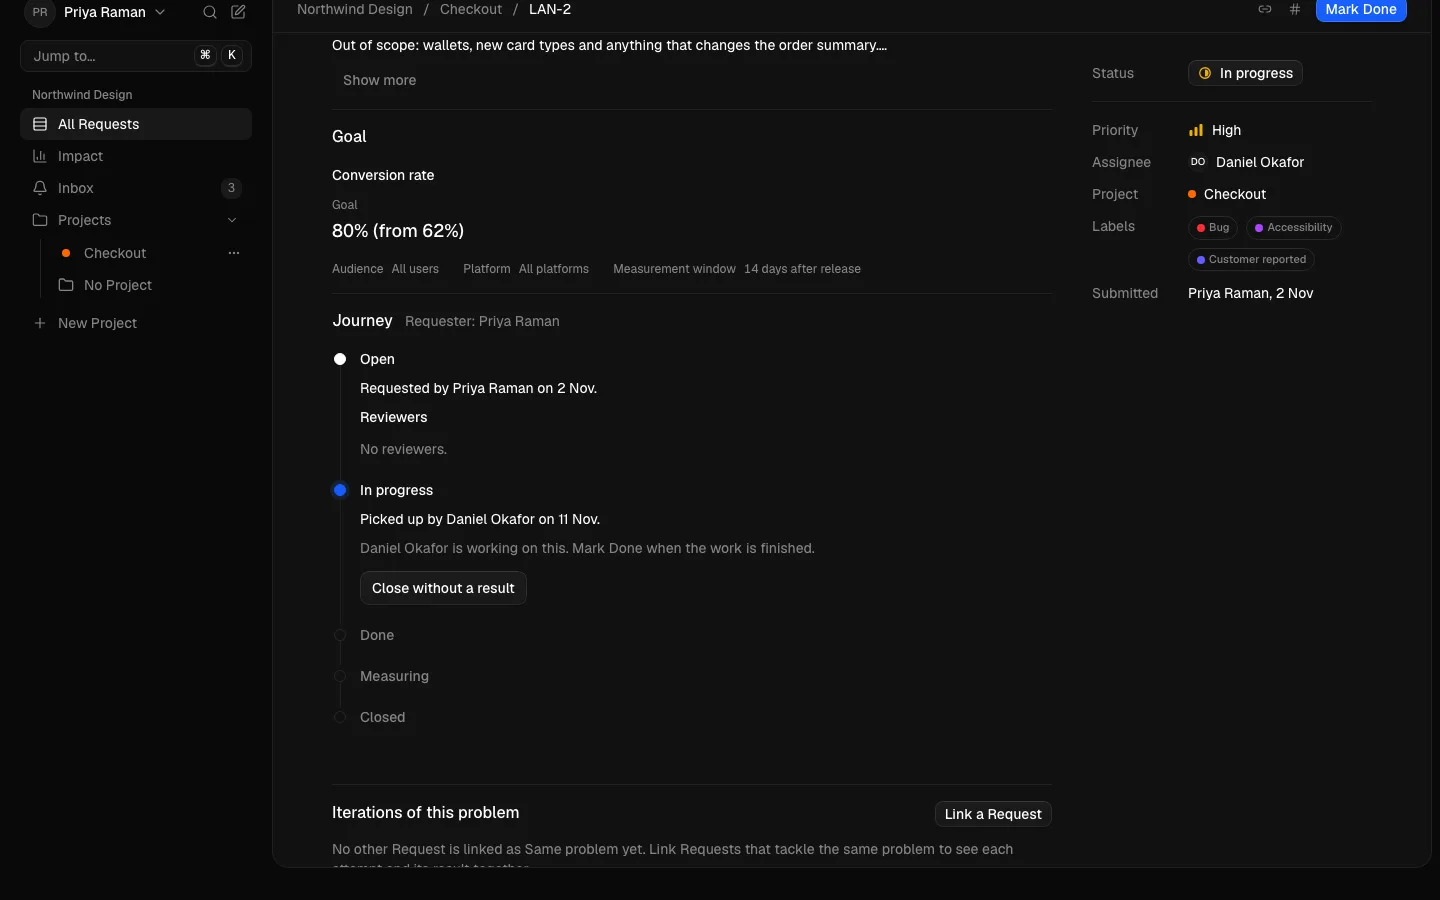 PR Priya Raman
Jump to... ⌘ K
Northwind Design
All Requests
Impact
Inbox 3
Projects
Checkout ...
No Project
New Project
Northwind Design / Checkout / LAN-2
Mark Done
Out of scope: wallets, new card types and anything that changes the order summary....
Show more
Goal
Conversion rate
Goal
80% (from 62%)
Audience All users Platform All platforms Measurement window 14 days after release
Journey Requester: Priya Raman
Open
Requested by Priya Raman on 2 Nov.
Reviewers
No reviewers.
In progress
Picked up by Daniel Okafor on 11 Nov.
Daniel Okafor is working on this. Mark Done when the work is finished.
Close without a result
Done
Measuring
Closed
Iterations of this problem
Link a Request
No other Request is linked as Same problem yet. Link Requests that tackle the same problem to see each
attempt and its result together.
Status In progress
Priority High
Assignee DO Daniel Okafor
Project Checkout
Labels Bug Accessibility
Customer reported
Submitted Priya Raman, 2 Nov